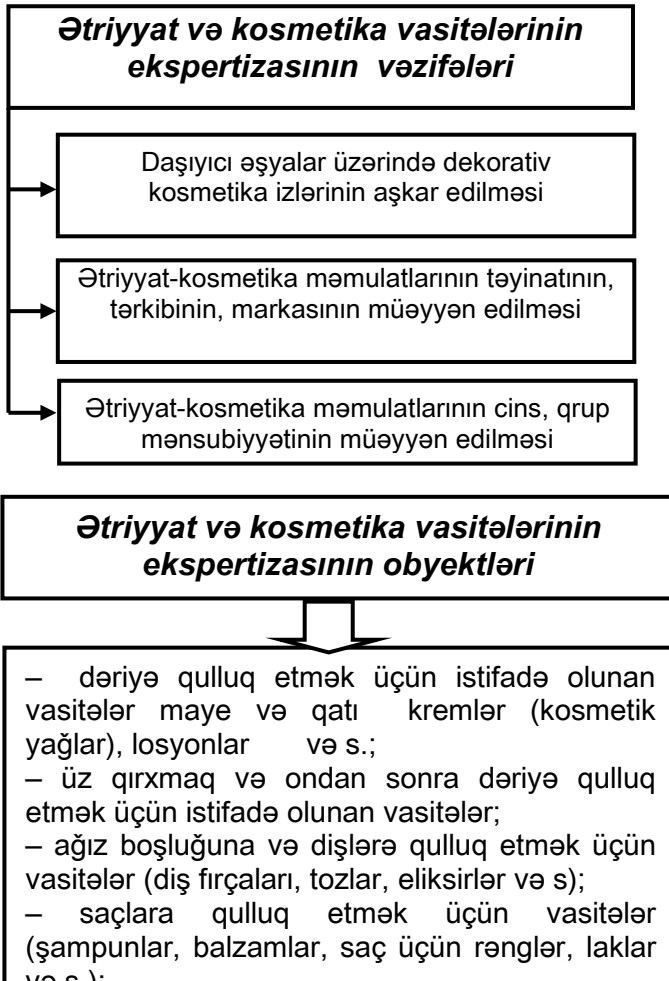 Ətriyyat və kosmetika vasitələrinin
ekspertizasının vəzifələri
Daşıyıcı əşyalar üzərində dekorativ
kosmetika izlərinin aşkar edilməsi
Ətriyyat-kosmetika məmulatlarının təyinatının,
tərkibinin, markasının müəyyən edilməsi
Ətriyyat-kosmetika məmulatlarının cins, qrup
mənsubiyyətinin müəyyən edilməsi
Ətriyyat və kosmetika vasitələrinin
ekspertizasının obyektləri
– dəriyə qulluq etmək üçün istifadə olunan
vasitələr maye və qatı kremlər (kosmetik
yağlar), losyonlar və s.;
– üz qırxmaq və ondan sonra dəriyə qulluq
etmək üçün istifadə olunan vasitələr;
– ağız boşluğuna və dişlərə qulluq etmək üçün
vasitələr (diş fırçaları, tozlar, eliksirlər və s);
– saçlara qulluq etmək üçün vasitələr
(şampunlar, balzamlar, saç üçün rənglər, laklar
və s.);